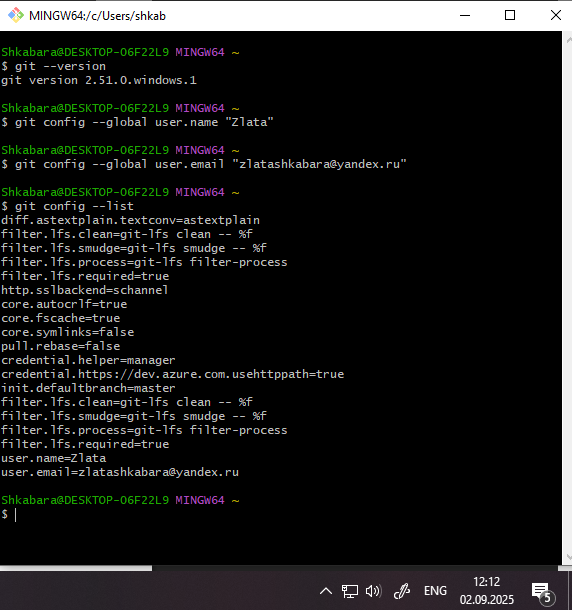 MINGW64:/c/Users/shkab
Shkabara@DESKTOP-O6F22L9 MINGW64 ~
$ git --version
git version 2.51.0.windows.1
Shkabara@DESKTOP-O6F22L9 MINGW64 ~
$ git config --global user.name "Zlata"
Shkabara@DESKTOP-O6F22L9 MINGW64 ~
$ git config --global user.email "zlatashkabara@yandex.ru"
Shkabara@DESKTOP-O6F22L9 MINGW64 ~
$ git config --list
diff.astextplain.textconv=astextplain
filter.lfs.clean=git-lfs clean -- %f
filter.lfs.smudge=git-lfs smudge -- %f
filter.lfs.process=git-lfs filter-process
filter.lfs.required=true
http.sslbackend=schannel
core.autocrlf=true
core.fscache=true
core.symlinks=false
pull.rebase=false
credential.helper=manager
credential.https://dev.azure.com.usehttppath=true
init.defaultbranch=master
filter.lfs.clean=git-lfs clean -- %f
filter.lfs.smudge=git-lfs smudge -- %f
filter.lfs.process=git-lfs filter-process
filter.lfs.required=true
user.name=Zlata
user.email=zlatashkabara@yandex.ru
Shkabara@DESKTOP-O6F22L9 MINGW64 ~
$
ENG
12:12
02.09.2025
5